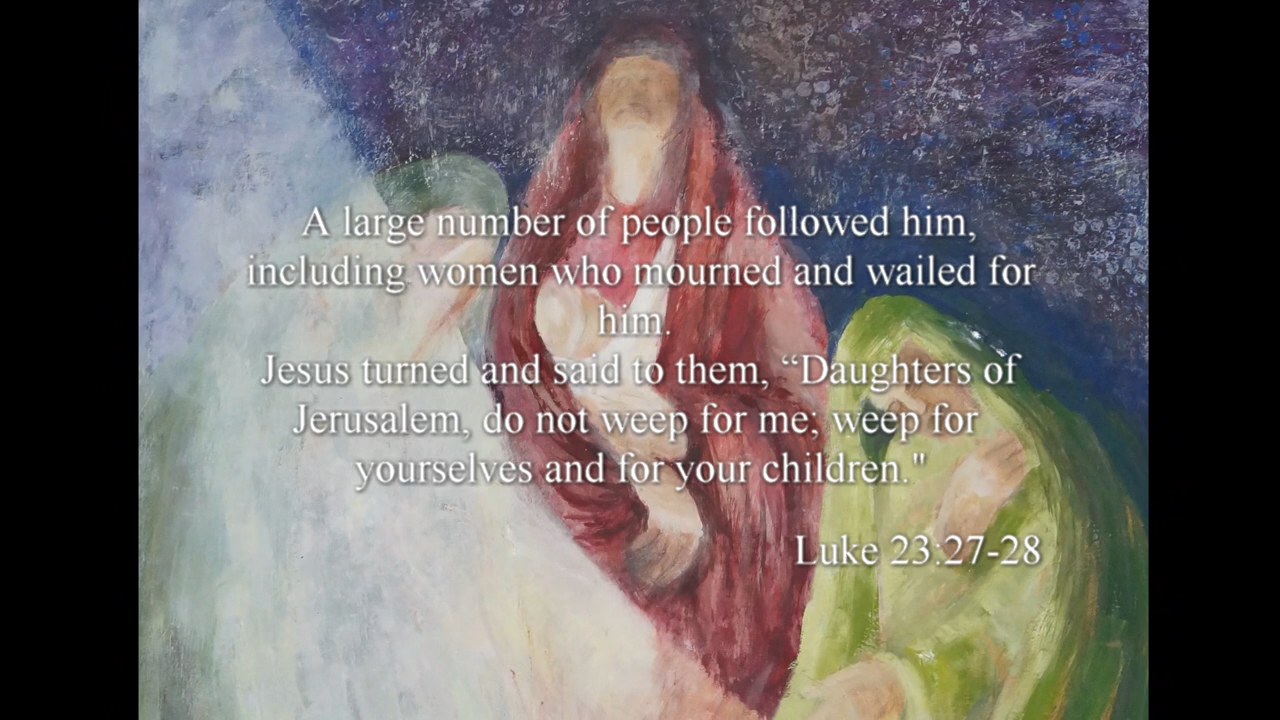 A large number of people followed him,
including women who mourned and wailed for
him.
Jesus turned and said to them, “Daughters of
Jerusalem, do not weep for me; weep for
yourselves and for your children."
Luke 23:27-28